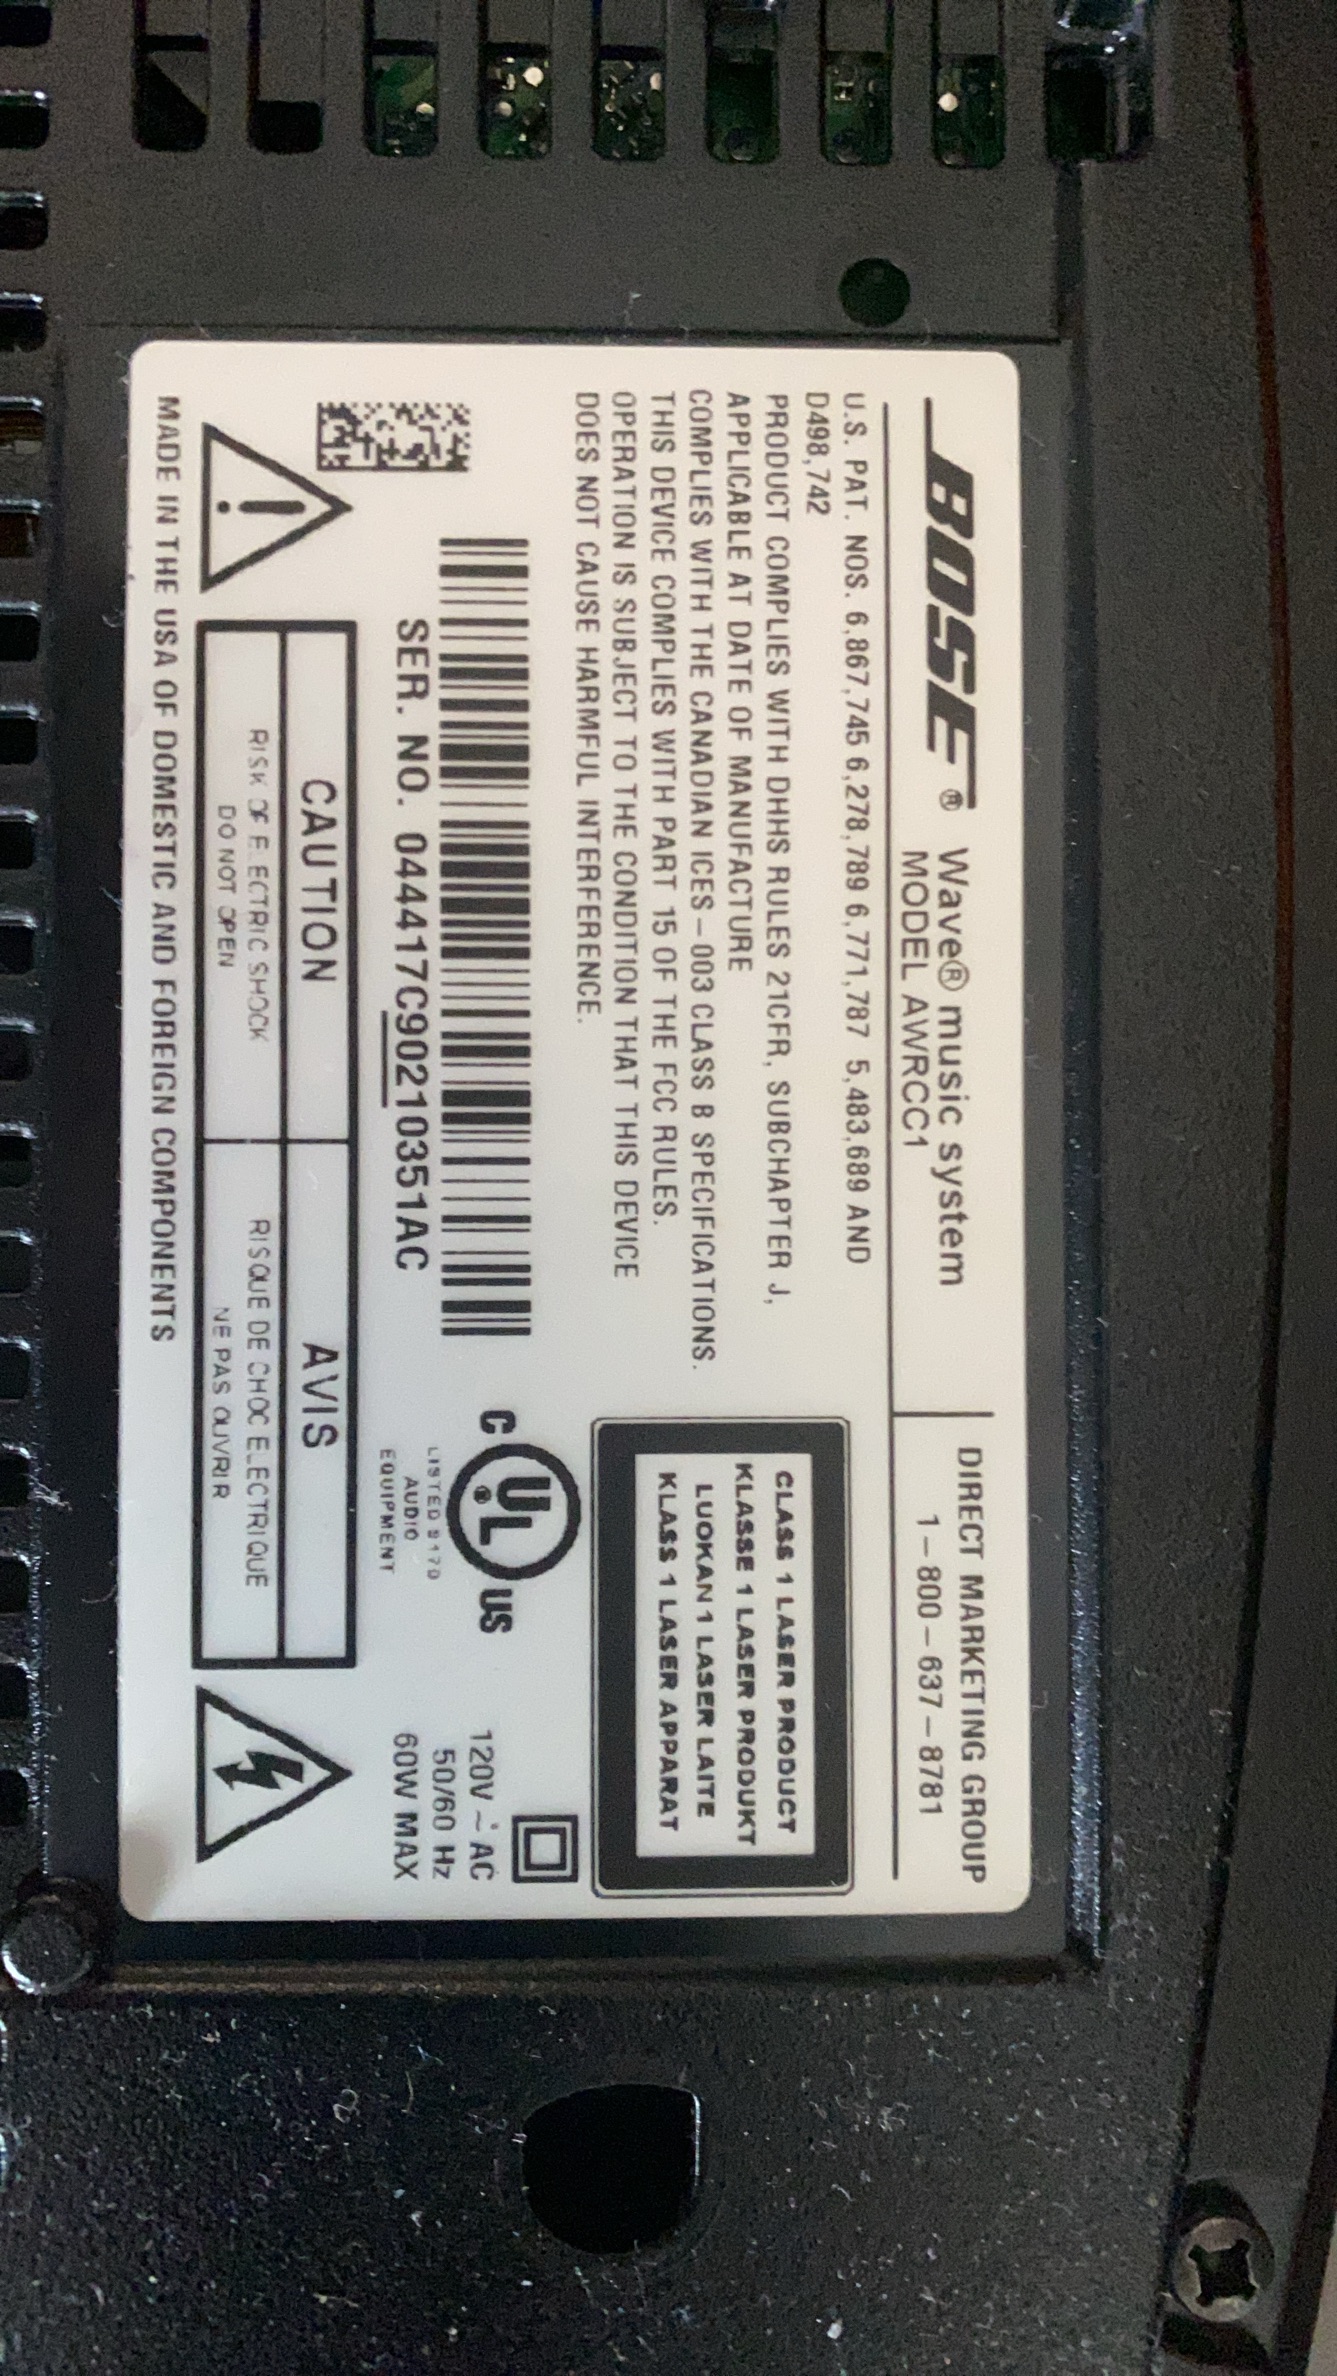 BOSE® Wave® music system
MODEL AWRCC1
DIRECT MARKETING GROUP
1-800-637-8781
U.S. PAT. NOS. 6,867,745 6,278,789 6,771,787 5,483,689 AND
D498,742
PRODUCT COMPLIES WITH DHHS RULES 21CFR, SUBCHAPTER J,
APPLICABLE AT DATE OF MANUFACTURE
COMPLIES WITH THE CANADIAN ICES-003 CLASS B SPECIFICATIONS.
THIS DEVICE COMPLIES WITH PART 15 OF THE FCC RULES.
OPERATION IS SUBJECT TO THE CONDITION THAT THIS DEVICE
DOES NOT CAUSE HARMFUL INTERFERENCE.
CLASS 1 LASER PRODUCT
KLASSE 1 LASER PRODUKT
LUOKAN 1 LASER LAITE
KLASS 1 LASER APPARAT
SER. NO. 044417C90210351AC
C UL® US
LISTED 917D
AUDIO
EQUIPMENT
120V ~ AC
50/60 Hz
60W MAX
CAUTION
RISK OF ELECTRIC SHOCK
DO NOT OPEN
AVIS
RISQUE DE CHOC ELECTRIQUE
NE PAS OUVRIR
MADE IN THE USA OF DOMESTIC AND FOREIGN COMPONENTS